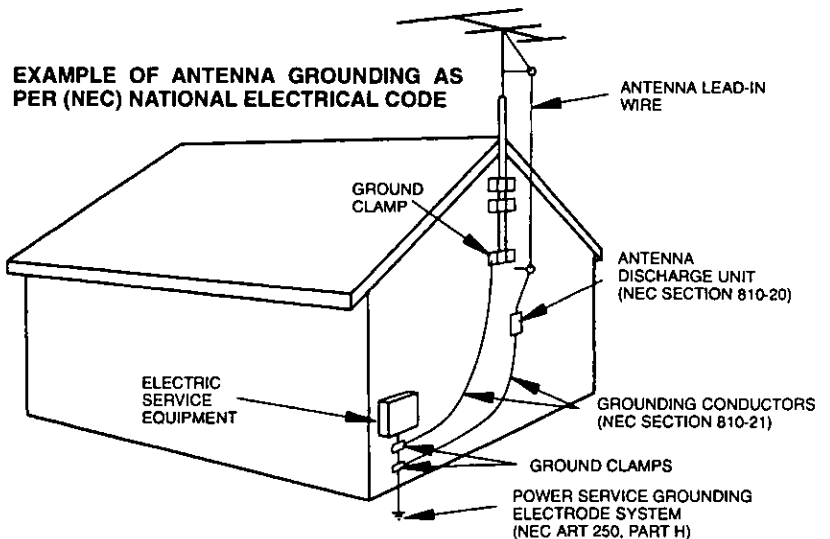 EXAMPLE OF ANTENNA GROUNDING AS
PER (NEC) NATIONAL ELECTRICAL CODE
ANTENNA LEAD-IN
WIRE
GROUND
CLAMP
ANTENNA
DISCHARGE UNIT
(NEC SECTION 810-20)
ELECTRIC
SERVICE
EQUIPMENT
GROUNDING CONDUCTORS
(NEC SECTION 810-21)
GROUND CLAMPS
POWER SERVICE GROUNDING
ELECTRODE SYSTEM
(NEC ART 250, PART H)